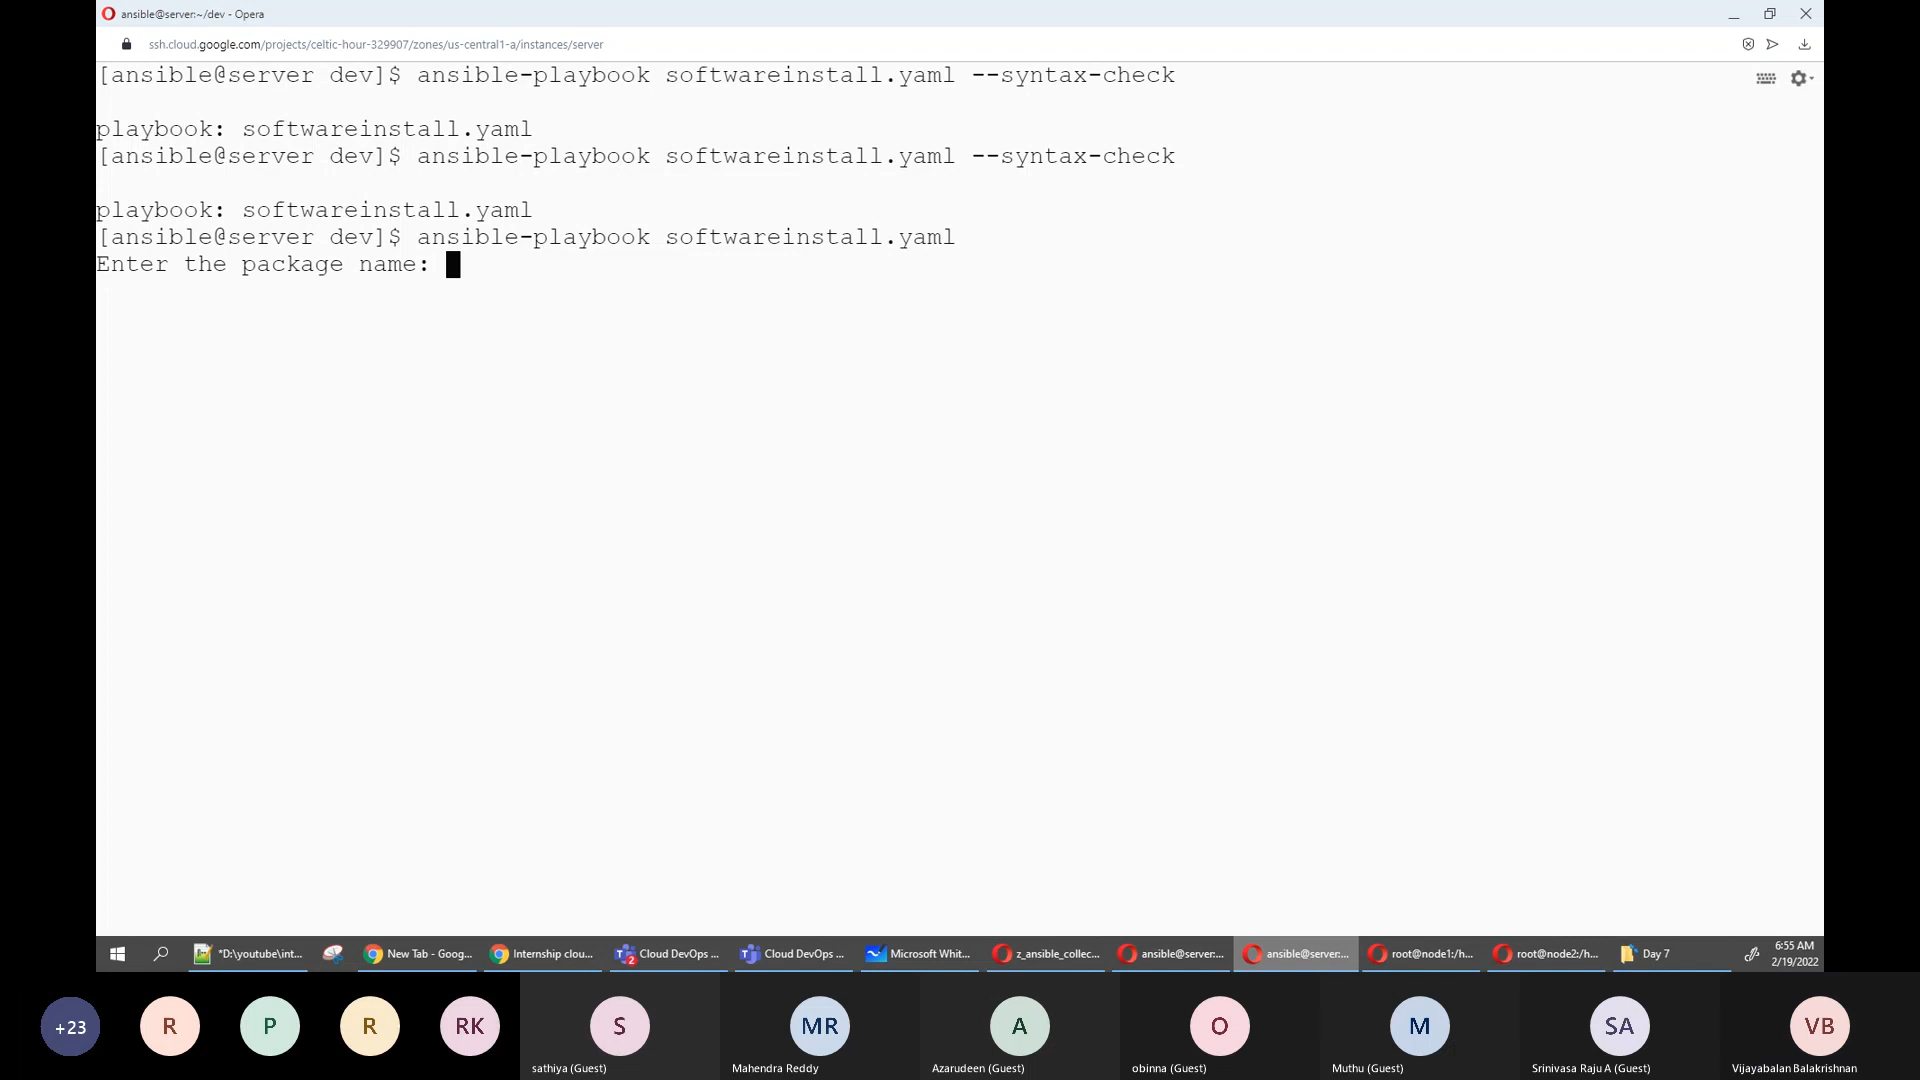 ansible@server:~/dev - Opera
ssh.cloud.google.com/projects/celtic-hour-329907/zones/us-central1-a/instances/server
[ansible@server dev]$ ansible-playbook softwareinstall.yaml --syntax-check
playbook: softwareinstall.yaml
[ansible@server dev]$ ansible-playbook softwareinstall.yaml --syntax-check
playbook: softwareinstall.yaml
[ansible@server dev]$ ansible-playbook softwareinstall.yaml
Enter the package name:
*D:\youtube\int... New Tab - Goog... Internship clou... 2 Cloud DevOps ... Cloud DevOps ... Microsoft Whit... z_ansible_collec... ansible@server:... ansible@server:... root@node1:/h... root@node2:/h... Day 7 6:55 AM
2/19/2022
+23 R P R RK S MR A O M SA VB
sathiya (Guest) Mahendra Reddy Azarudeen (Guest) obinna (Guest) Muthu (Guest) Srinivasa Raju A (Guest) Vijayabalan Balakrishnan